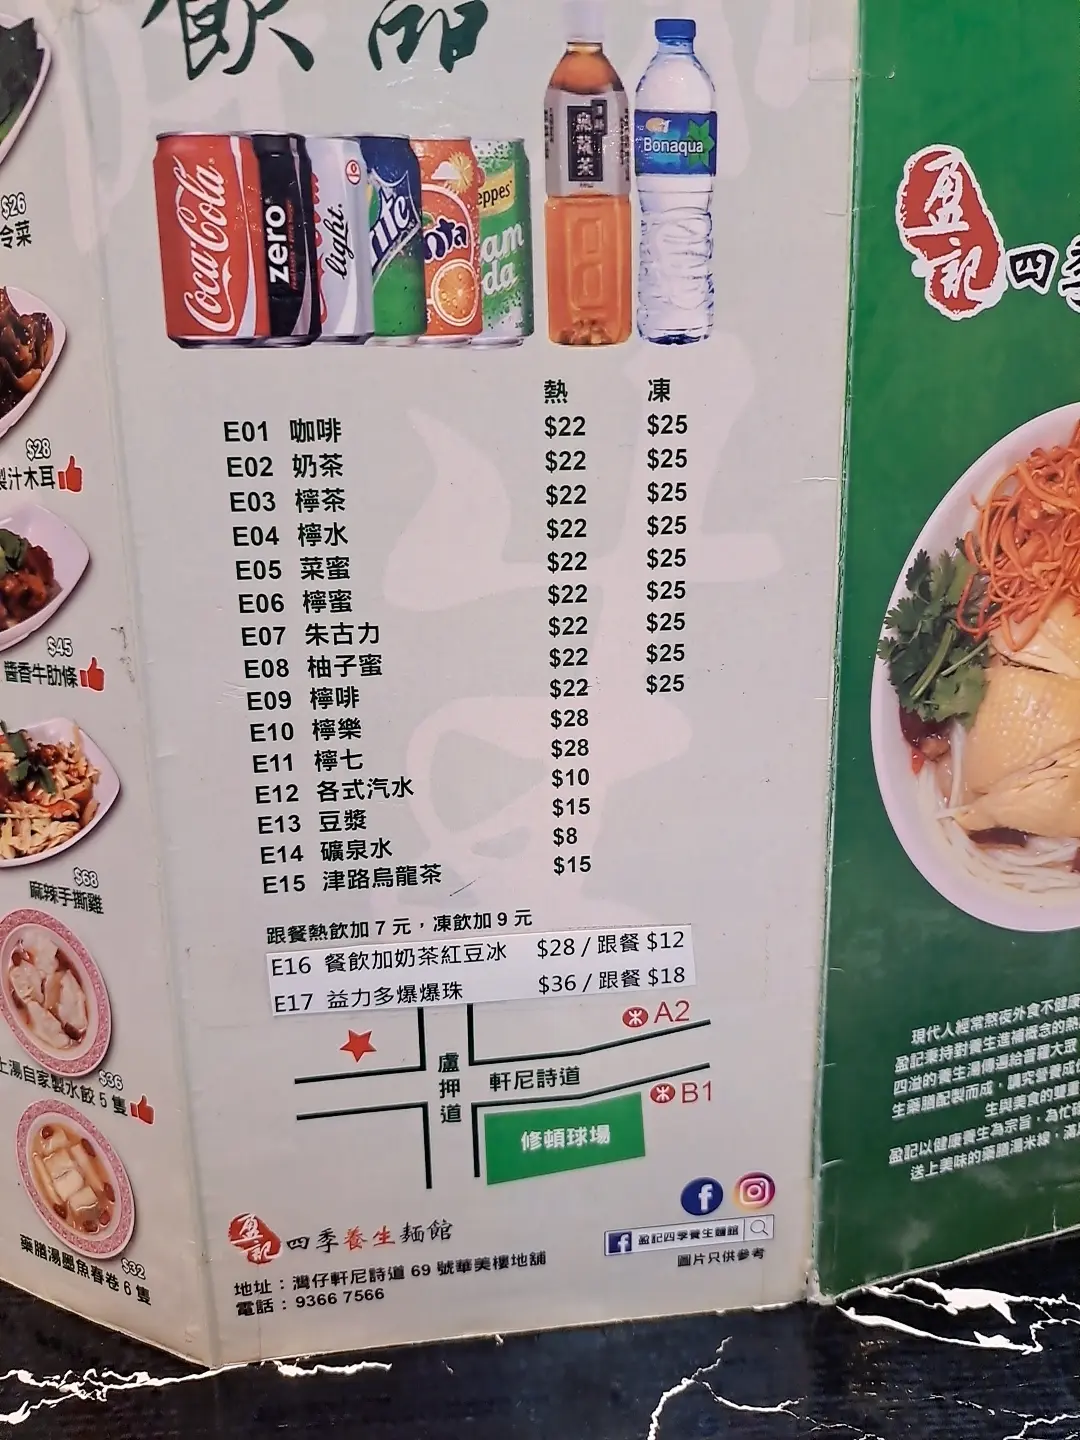 飲品
Coca-Cola
zero
light
Bonaqua
$26
$28
汁木耳
$45
醬香牛肋條
$68
麻辣手撕雞
$36
上湯自家製水餃 5 隻
$32
藥膳湯墨魚春卷 6 隻
熱 凍
E01 咖啡 $22 $25
E02 奶茶 $22 $25
E03 檸茶 $22 $25
E04 檸水 $22 $25
E05 菜蜜 $22 $25
E06 檸蜜 $22 $25
E07 朱古力 $22 $25
E08 柚子蜜 $22 $25
E09 檸啡 $22 $25
E10 檸樂 $28
E11 檸七 $28
E12 各式汽水 $10
E13 豆漿 $15
E14 礦泉水 $8
E15 津路烏龍茶 $15
跟餐熱飲加 7 元，凍飲加 9 元
E16 餐飲加奶茶紅豆冰 $28 / 跟餐 $12
E17 益力多爆爆珠 $36 / 跟餐 $18
A2
盧押道
軒尼詩道
B1
修頓球場
盈記 四季養生麵館
盈記四季養生麵館
圖片只供參考
地址：灣仔軒尼詩道 69 號華美樓地舖
電話：9366 7566
盈記 四季
現代人經常熬夜外食不健康
盈記秉持對養生進補概念的熱
四溢的養生湯傳遞給普羅大眾
生藥膳配製而成，講究營養成
生與美食的雙重
盈記以健康養生為宗旨，為忙
送上美味的藥膳湯米線，滿